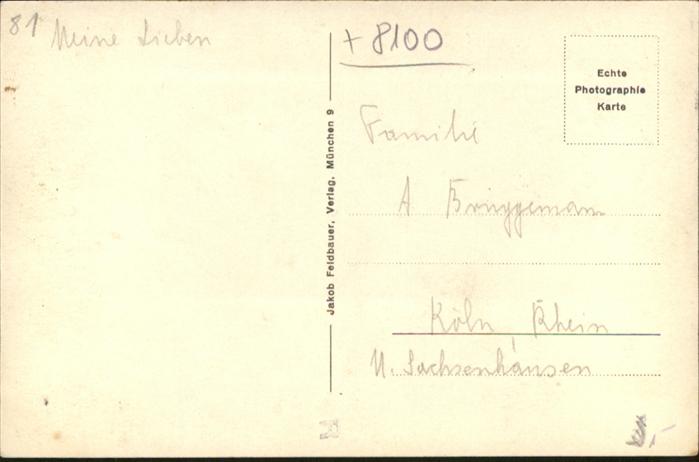 81
Meine Lieben
+ 8100
Echte
Photographie
Karte
Familie
A Brüggemann
Köln, Rhein
U. Sachsenhausen
Jakob Feldbauer, Verlag, München 9